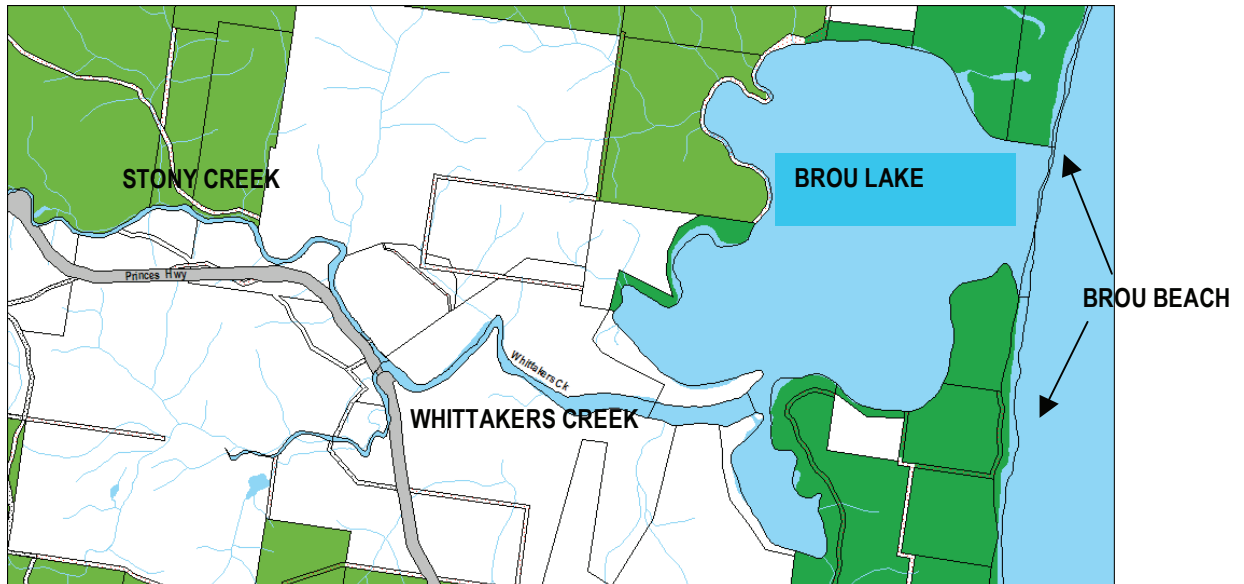 STONY CREEK
BROU LAKE
Princes Hwy
BROU BEACH
Whittakers Ck
WHITTAKERS CREEK